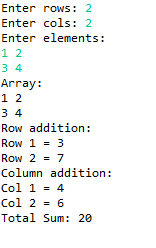 Enter rows: 2
Enter cols: 2
Enter elements:
1 2
3 4
Array:
1 2
3 4
Row addition:
Row 1 = 3
Row 2 = 7
Column addition:
Col 1 = 4
Col 2 = 6
Total Sum: 20